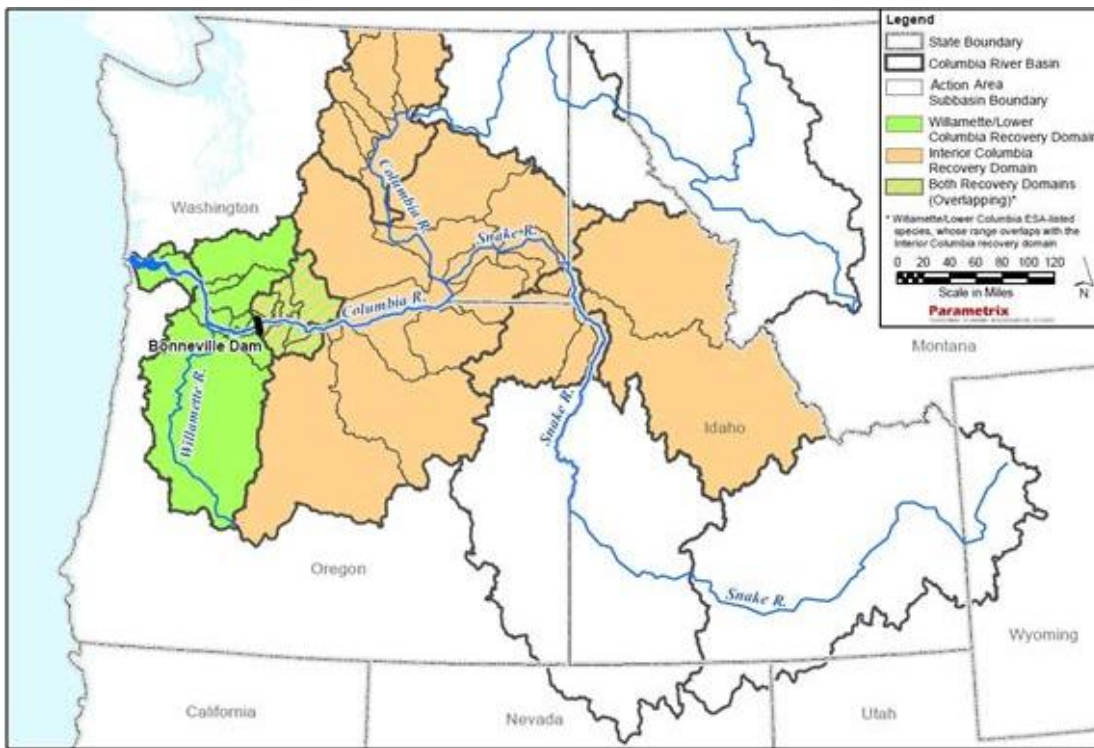 Legend
State Boundary
Columbia River Basin
Action Area
Subbasin Boundary
Willamette/Lower
Columbia Recovery Domain
Interior Columbia
Recovery Domain
Both Recovery Domains
(Overlapping)*
* Willamette/Lower Columbia ESA-listed
species, whose range overlaps with the
Interior Columbia recovery domain
0 20 40 60 80 100 120
Scale in Miles
N
Parametrix
Washington
Columbia R.
Snake R.
Columbia R.
Bonneville Dam
Willamette R.
Snake R.
Montana
Idaho
Oregon
Snake R.
Wyoming
California
Nevada
Utah